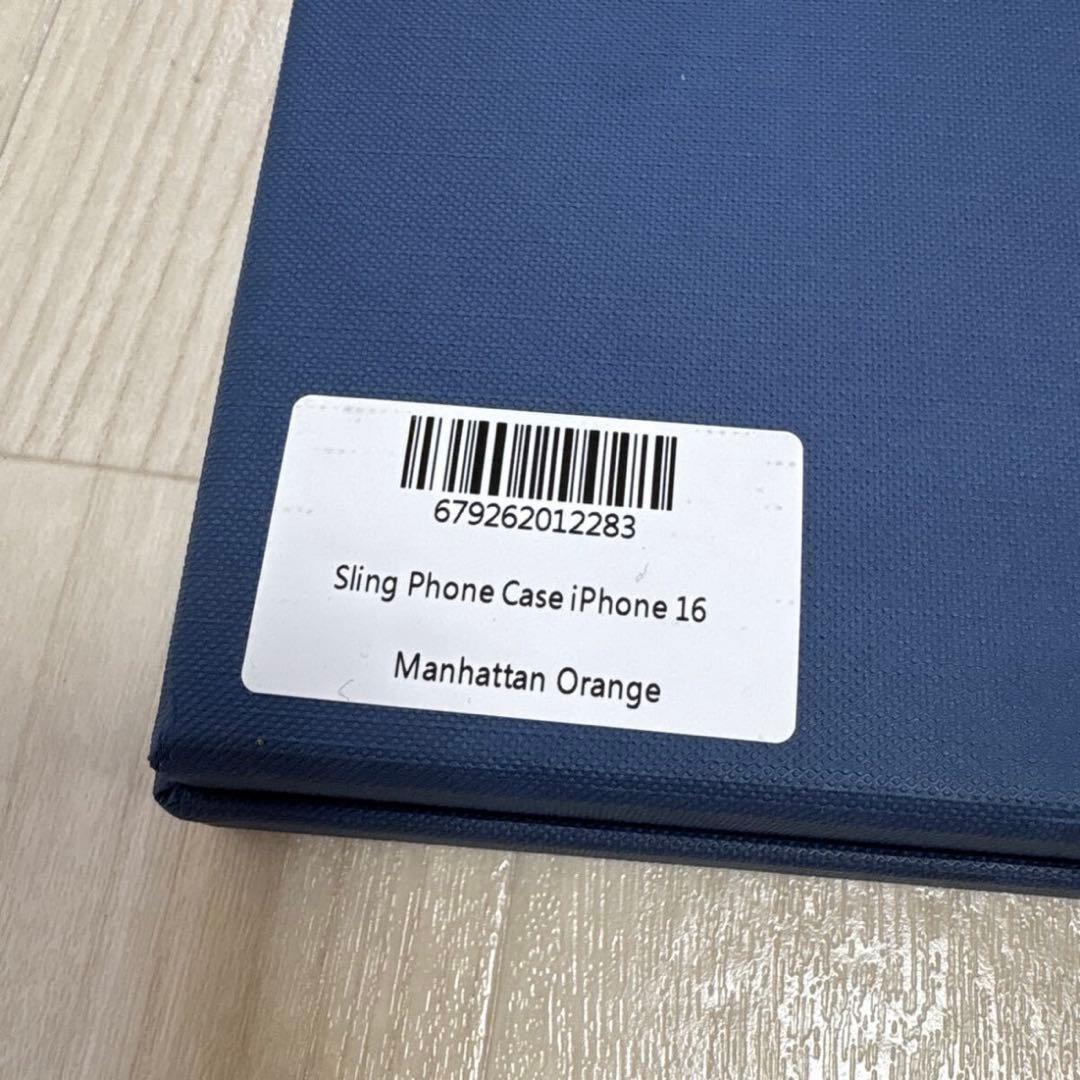 679262012283
Sling Phone Case iPhone 16
Manhattan Orange